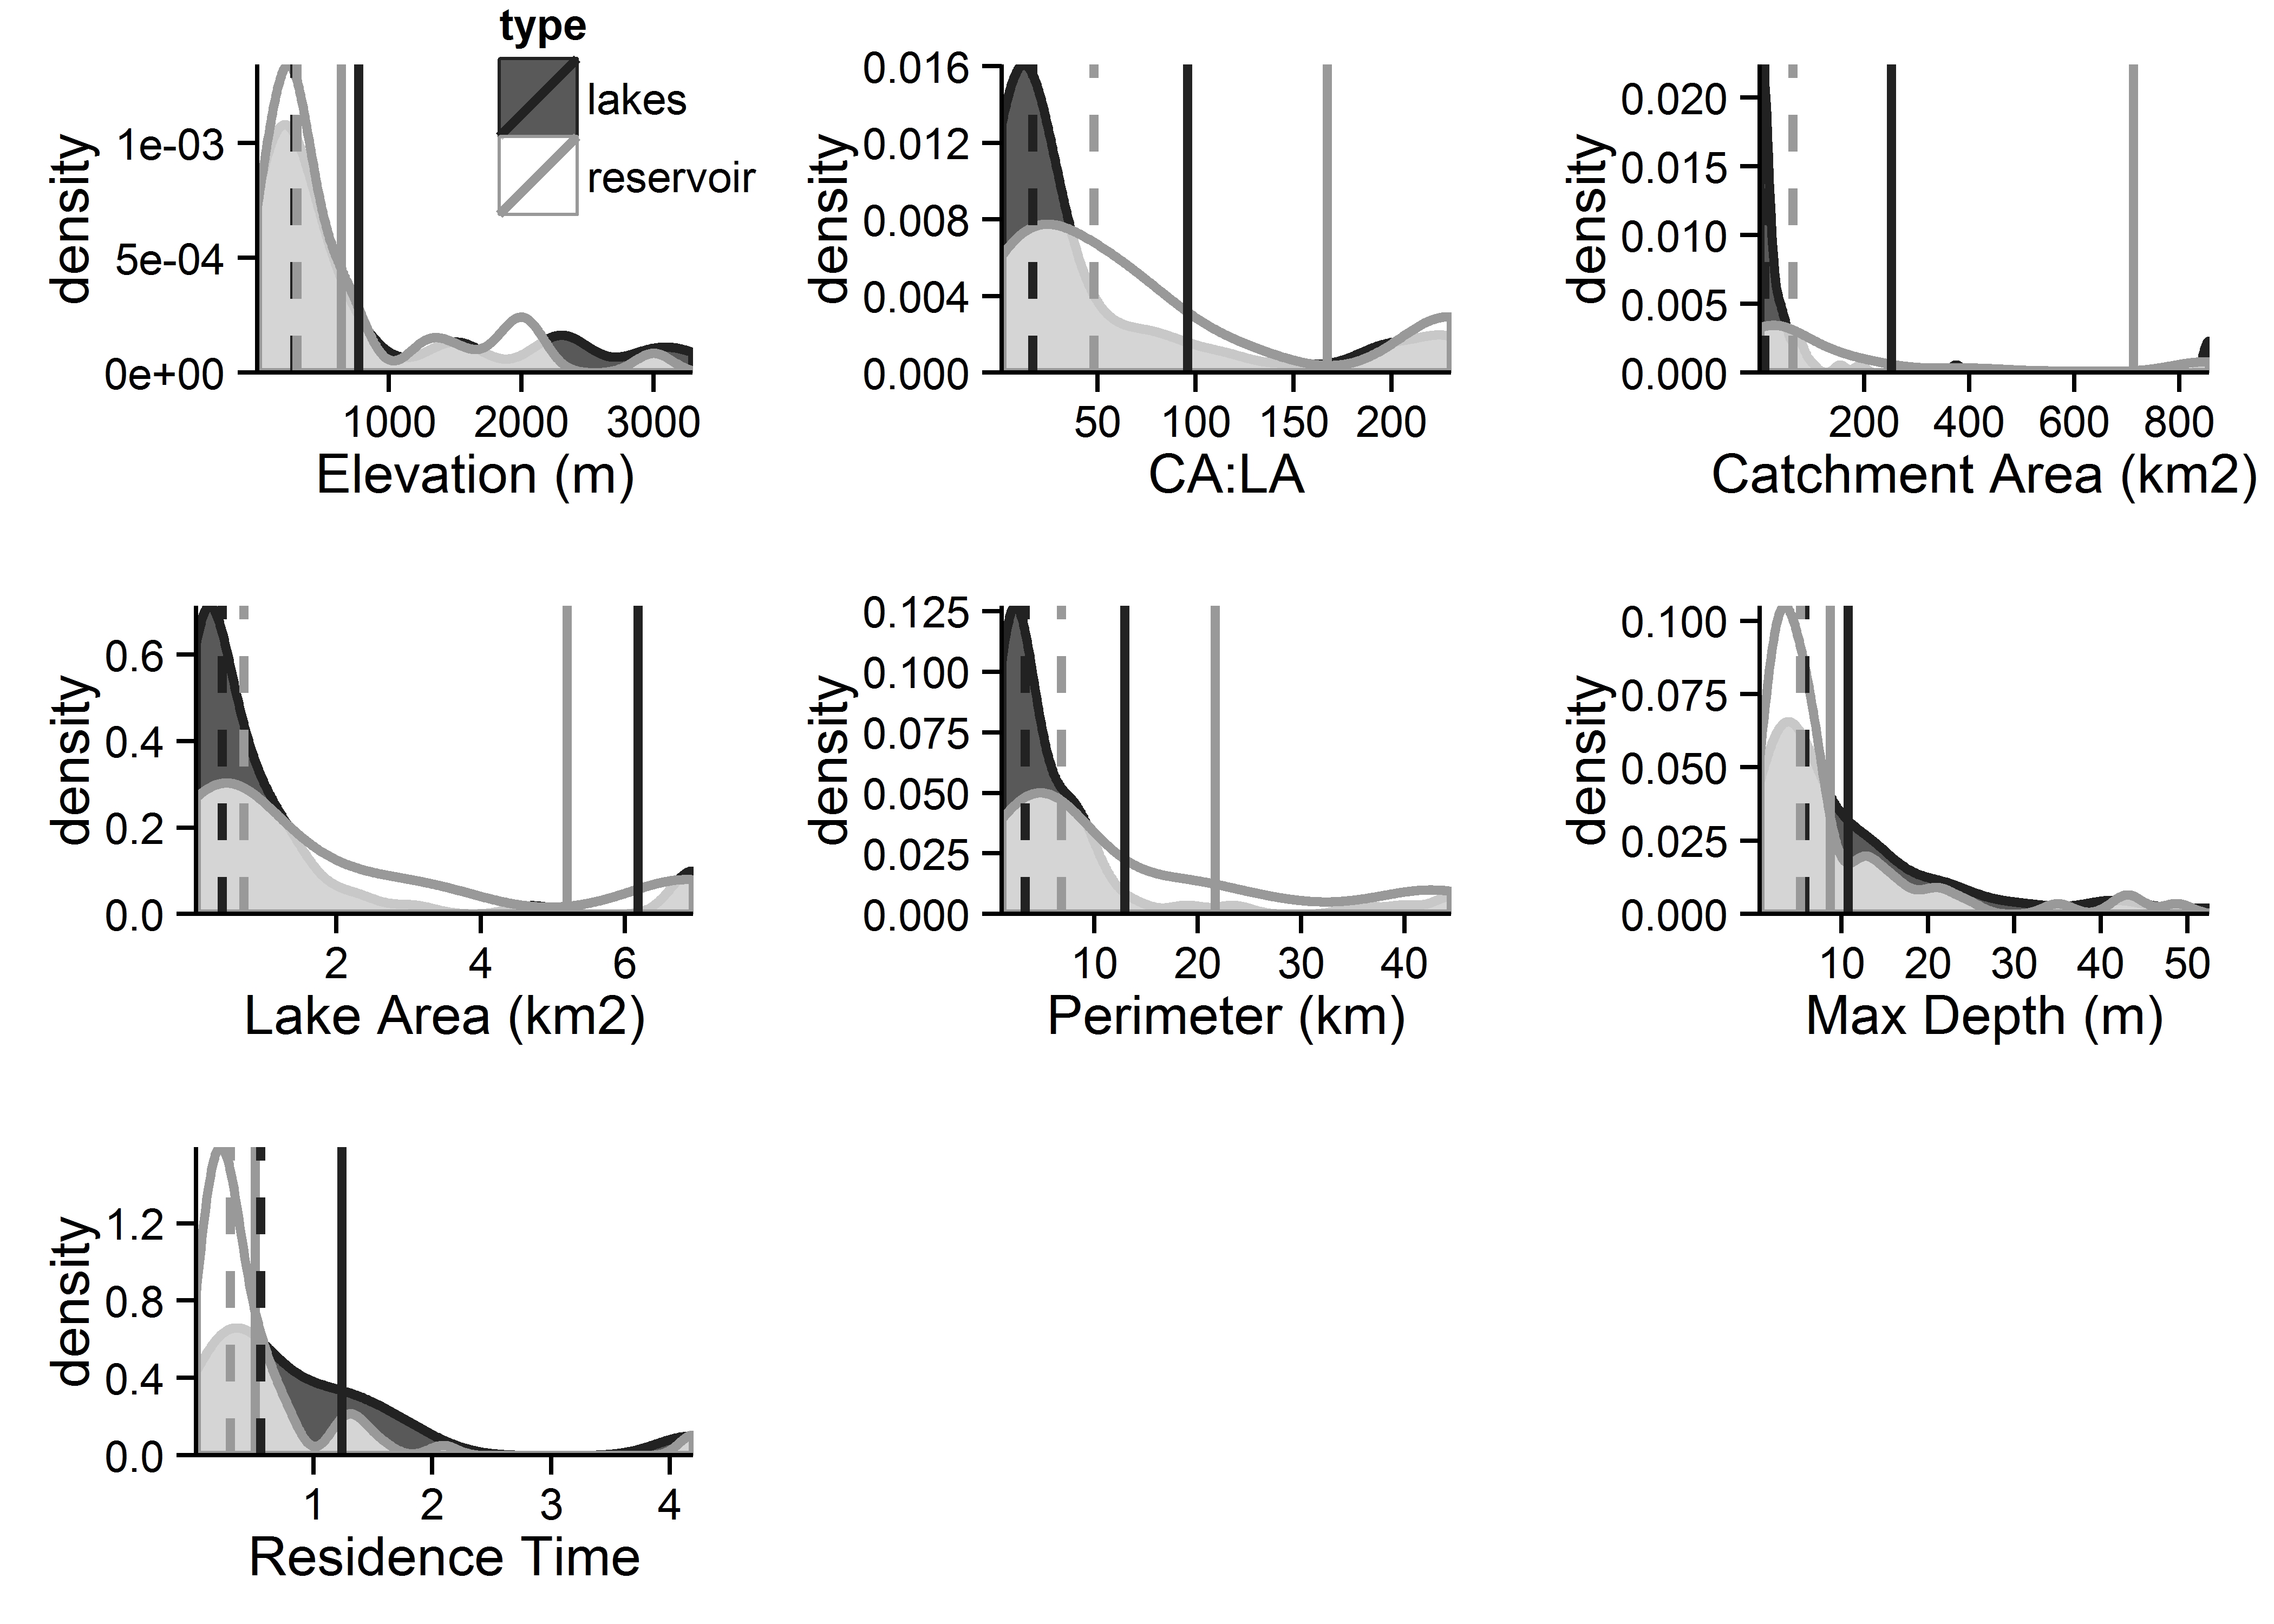 type
lakes
reservoir
density
1e-03
5e-04
0e+00
1000 2000 3000
Elevation (m)
density
0.016
0.012
0.008
0.004
0.000
50 100 150 200
CA:LA
density
0.020
0.015
0.010
0.005
0.000
200 400 600 800
Catchment Area (km2)
density
0.6
0.4
0.2
0.0
2 4 6
Lake Area (km2)
density
0.125
0.100
0.075
0.050
0.025
0.000
10 20 30 40
Perimeter (km)
density
0.100
0.075
0.050
0.025
0.000
10 20 30 40 50
Max Depth (m)
density
1.2
0.8
0.4
0.0
1 2 3 4
Residence Time